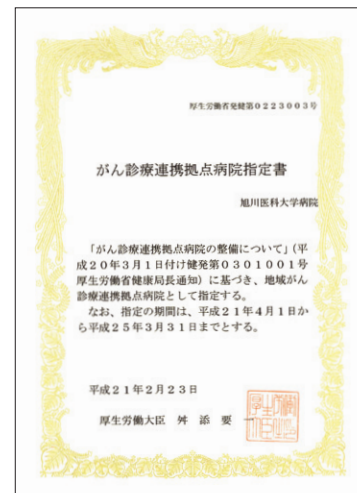 厚生労働省発健第0223003号
がん診療連携拠点病院指定書
旭川医科大学病院
「がん診療連携拠点病院の整備について」(平
成20年3月1日付け健発第0301001号
厚生労働省健康局長通知)に基づき、地域がん
診療連携拠点病院として指定する。
なお、指定の期間は、平成21年4月1日か
ら平成25年3月31日までとする。
平成21年2月23日
厚生労働大臣 舛添要一